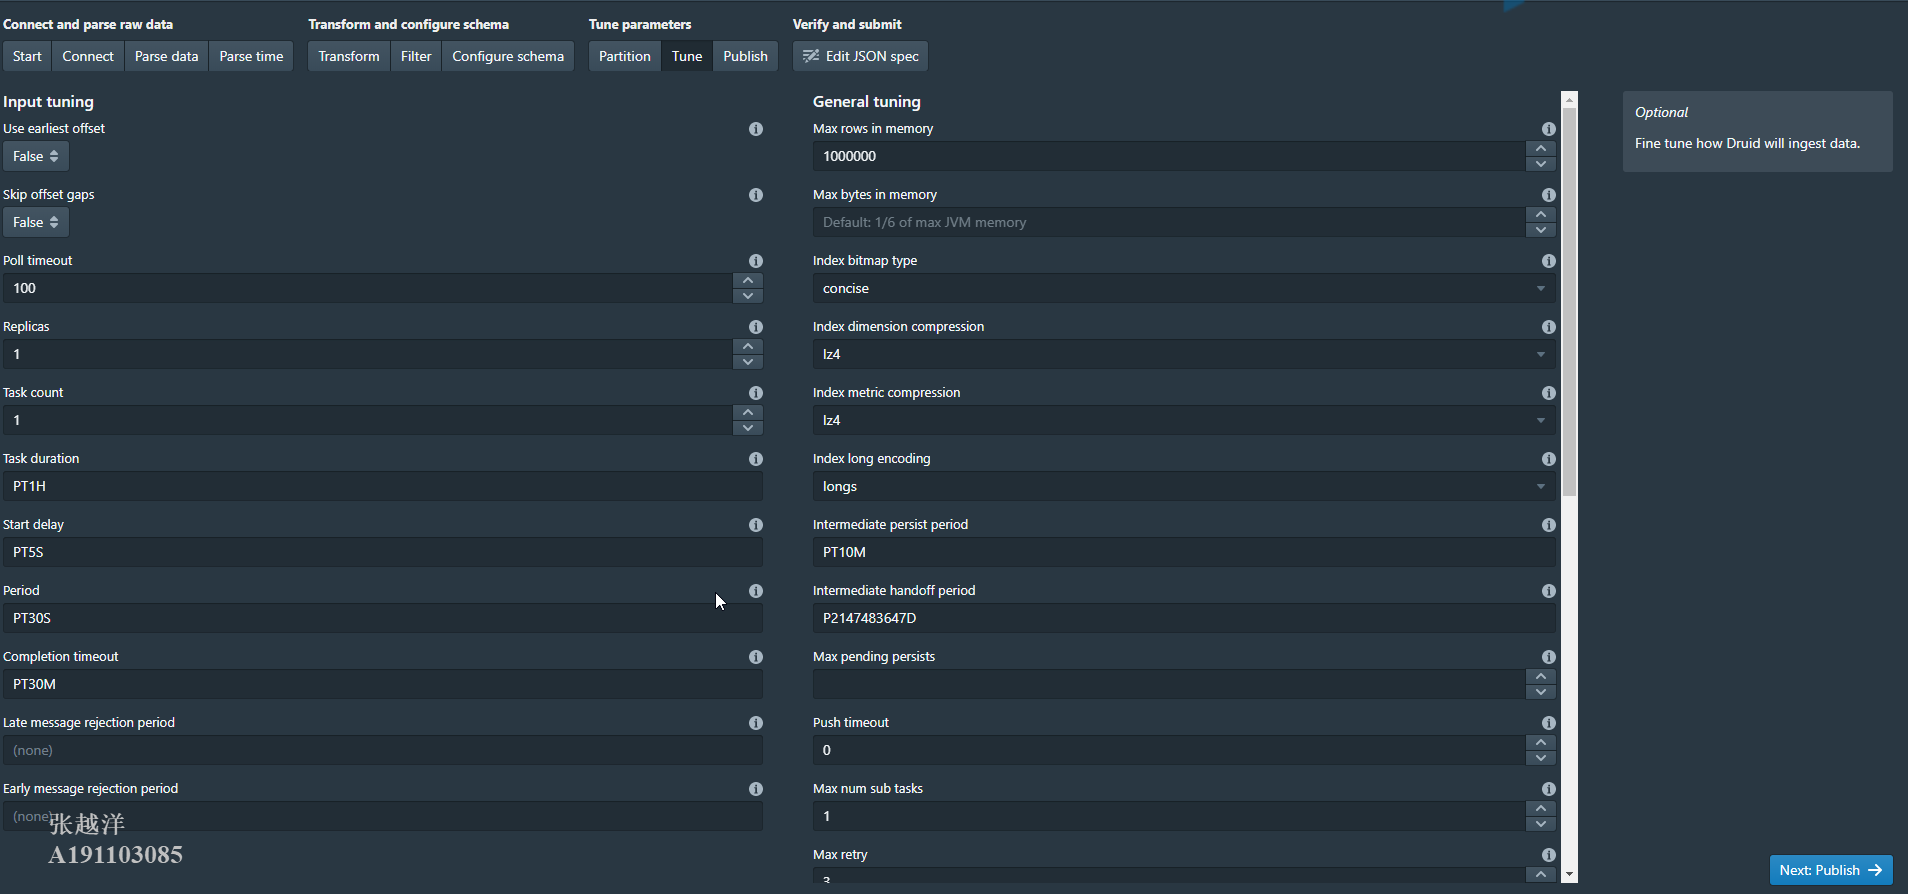 Connect and parse raw data
Start Connect Parse data Parse time
Transform and configure schema
Transform Filter Configure schema
Tune parameters
Partition Tune Publish
Verify and submit
Edit JSON spec
Input tuning
Use earliest offset
False
Skip offset gaps
False
Poll timeout
100
Replicas
1
Task count
1
Task duration
PT1H
Start delay
PT5S
Period
PT30S
Completion timeout
PT30M
Late message rejection period
(none)
Early message rejection period
(none)
张越洋
A191103085
General tuning
Max rows in memory
1000000
Max bytes in memory
Default: 1/6 of max JVM memory
Index bitmap type
concise
Index dimension compression
lz4
Index metric compression
lz4
Index long encoding
longs
Intermediate persist period
PT10M
Intermediate handoff period
P2147483647D
Max pending persists
Push timeout
0
Max num sub tasks
1
Max retry
3
Optional
Fine tune how Druid will ingest data.
Next: Publish